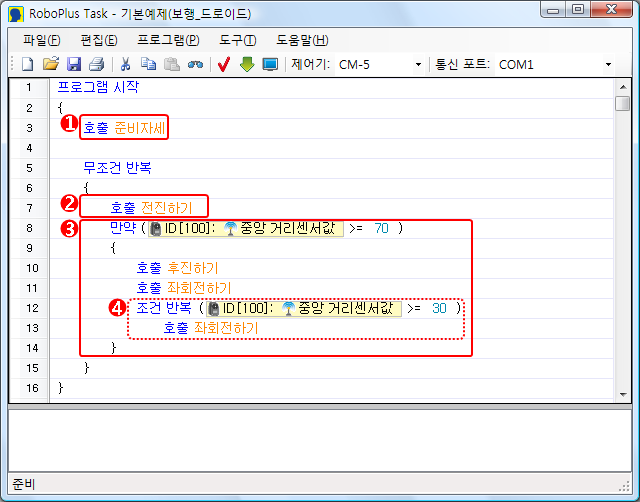 RoboPlus Task - 기본예제(보행_드로이드)
파일(F) 편집(E) 프로그램(P) 도구(T) 도움말(H)
제어기: CM-5 통신 포트: COM1
1 프로그램 시작
2 {
❶
3 호출 준비자세
4
5 무조건 반복
6 {
❷
7 호출 전진하기
❸
8 만약 ( ID[100]: 중앙 거리센서값 >= 70 )
9 {
10 호출 후진하기
11 호출 좌회전하기
❹
12 조건 반복 ( ID[100]: 중앙 거리센서값 >= 30 )
13 호출 좌회전하기
14 }
15 }
16 }
준비